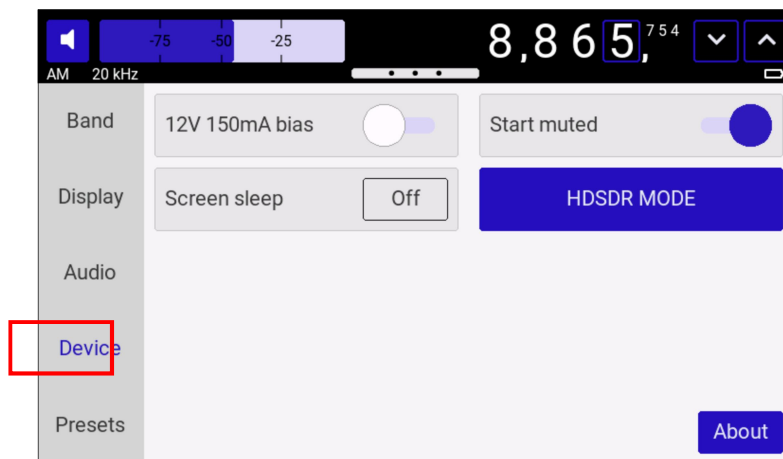 -75 -50 -25
8,865,754
AM 20 kHz
Band
12V 150mA bias
Start muted
Display
Screen sleep
Off
HDSDR MODE
Audio
Device
Presets
About